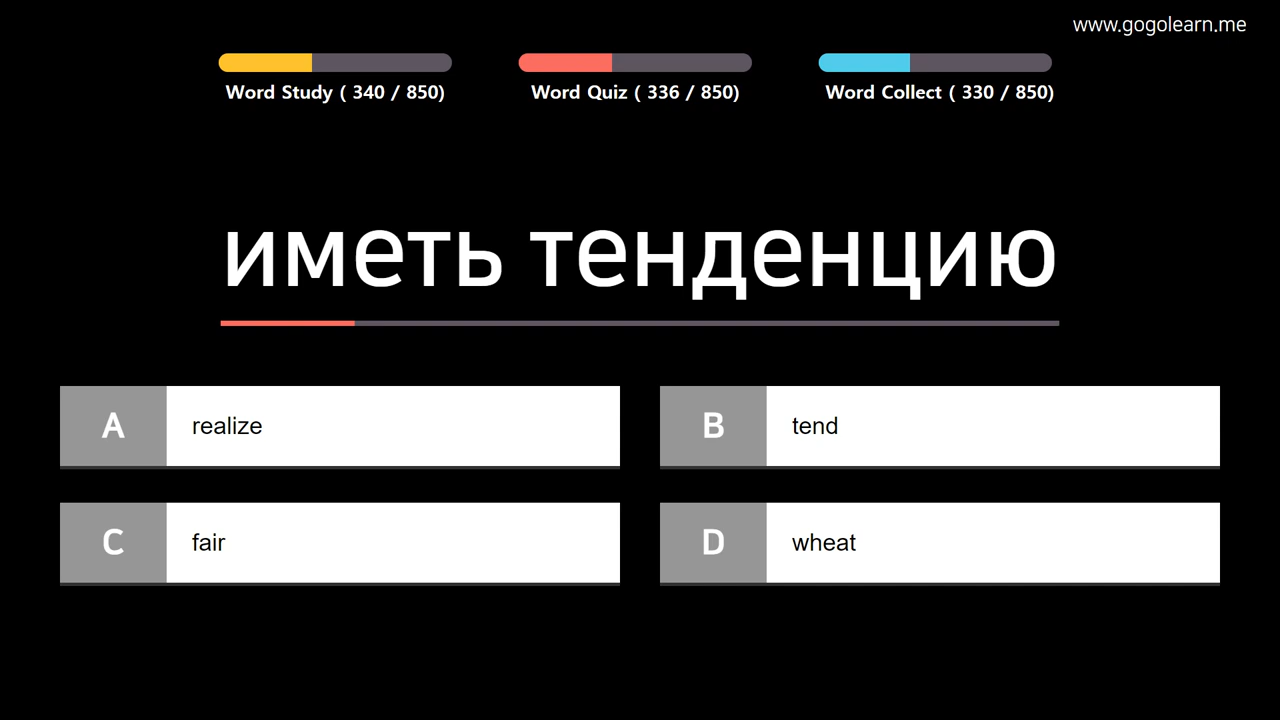 www.gogolearn.me
Word Study ( 340 / 850)
Word Quiz ( 336 / 850)
Word Collect ( 330 / 850)
иметь тенденцию
A realize
B tend
C fair
D wheat